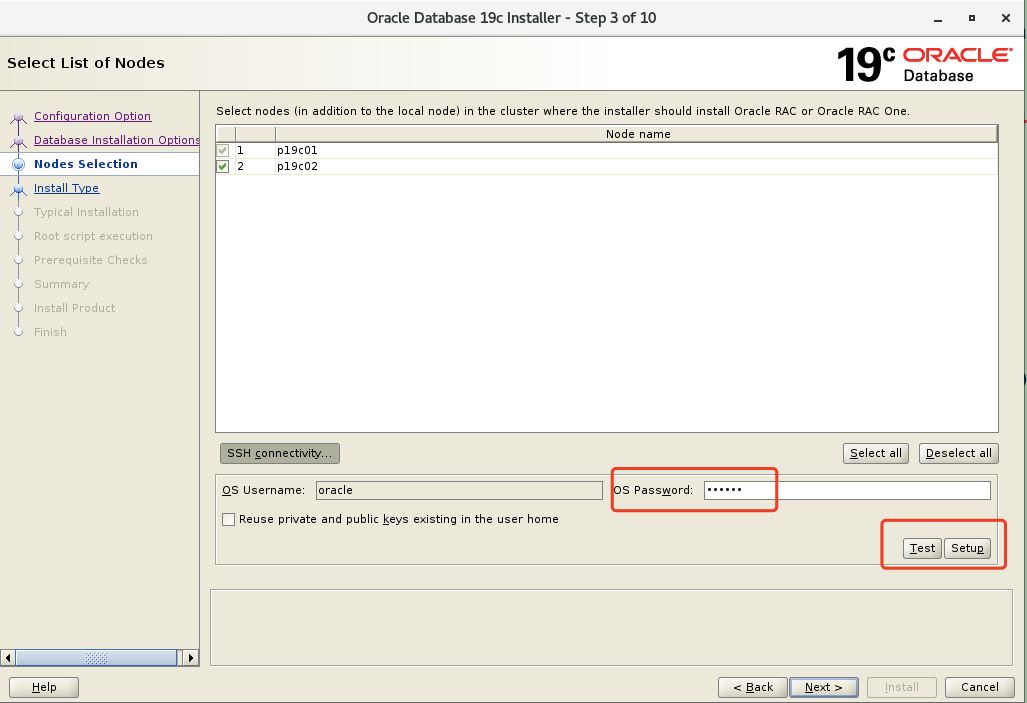 Oracle Database 19c Installer - Step 3 of 10
Select List of Nodes
19c ORACLE
Database
Configuration Option
Database Installation Options
Nodes Selection
Install Type
Typical Installation
Root script execution
Prerequisite Checks
Summary
Install Product
Finish
Select nodes (in addition to the local node) in the cluster where the installer should install Oracle RAC or Oracle RAC One.
Node name
1 p19c01
2 p19c02
SSH connectivity... Select all Deselect all
OS Username: oracle OS Password: ••••••
Reuse private and public keys existing in the user home
Test Setup
Help < Back Next > Install Cancel